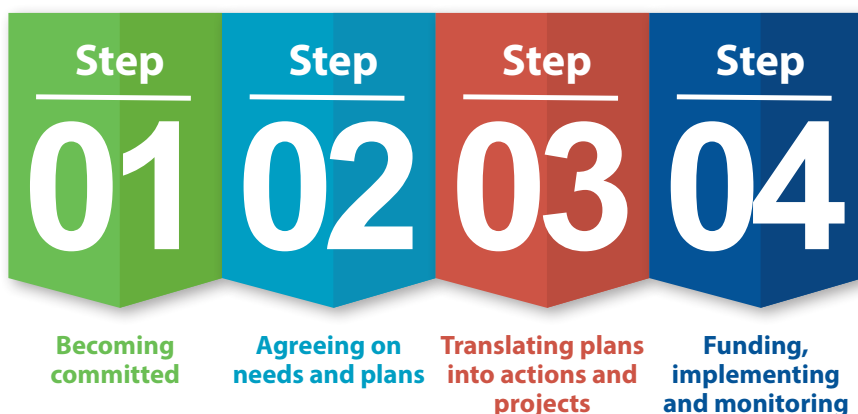 Step
01
Becoming
committed
Step
02
Agreeing on
needs and plans
Step
03
Translating plans
into actions and
projects
Step
04
Funding,
implementing
and monitoring